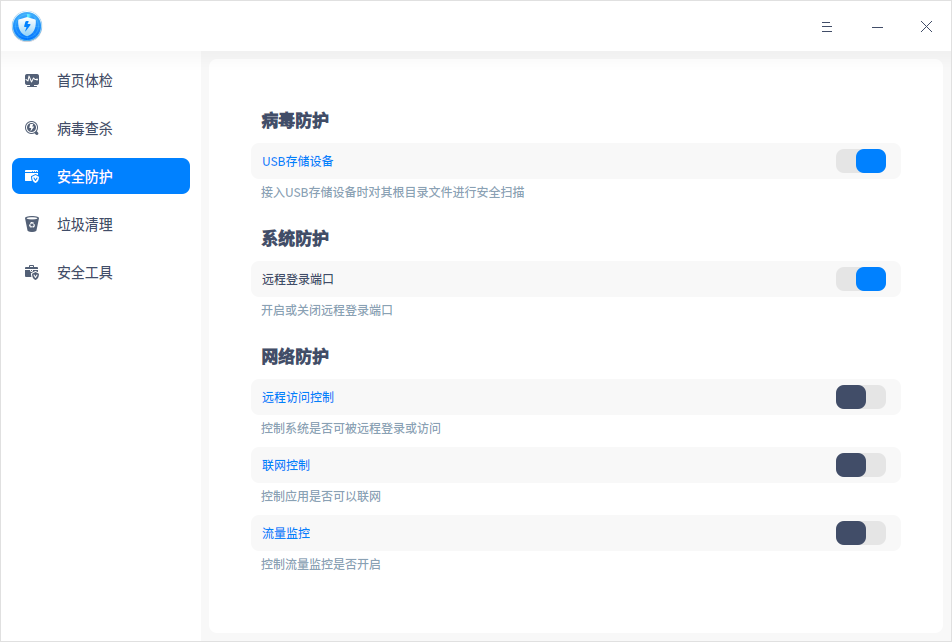 首页体检
病毒查杀
安全防护
垃圾清理
安全工具
病毒防护
USB存储设备
接入USB存储设备时对其根目录文件进行安全扫描
系统防护
远程登录端口
开启或关闭远程登录端口
网络防护
远程访问控制
控制系统是否可被远程登录或访问
联网控制
控制应用是否可以联网
流量监控
控制流量监控是否开启